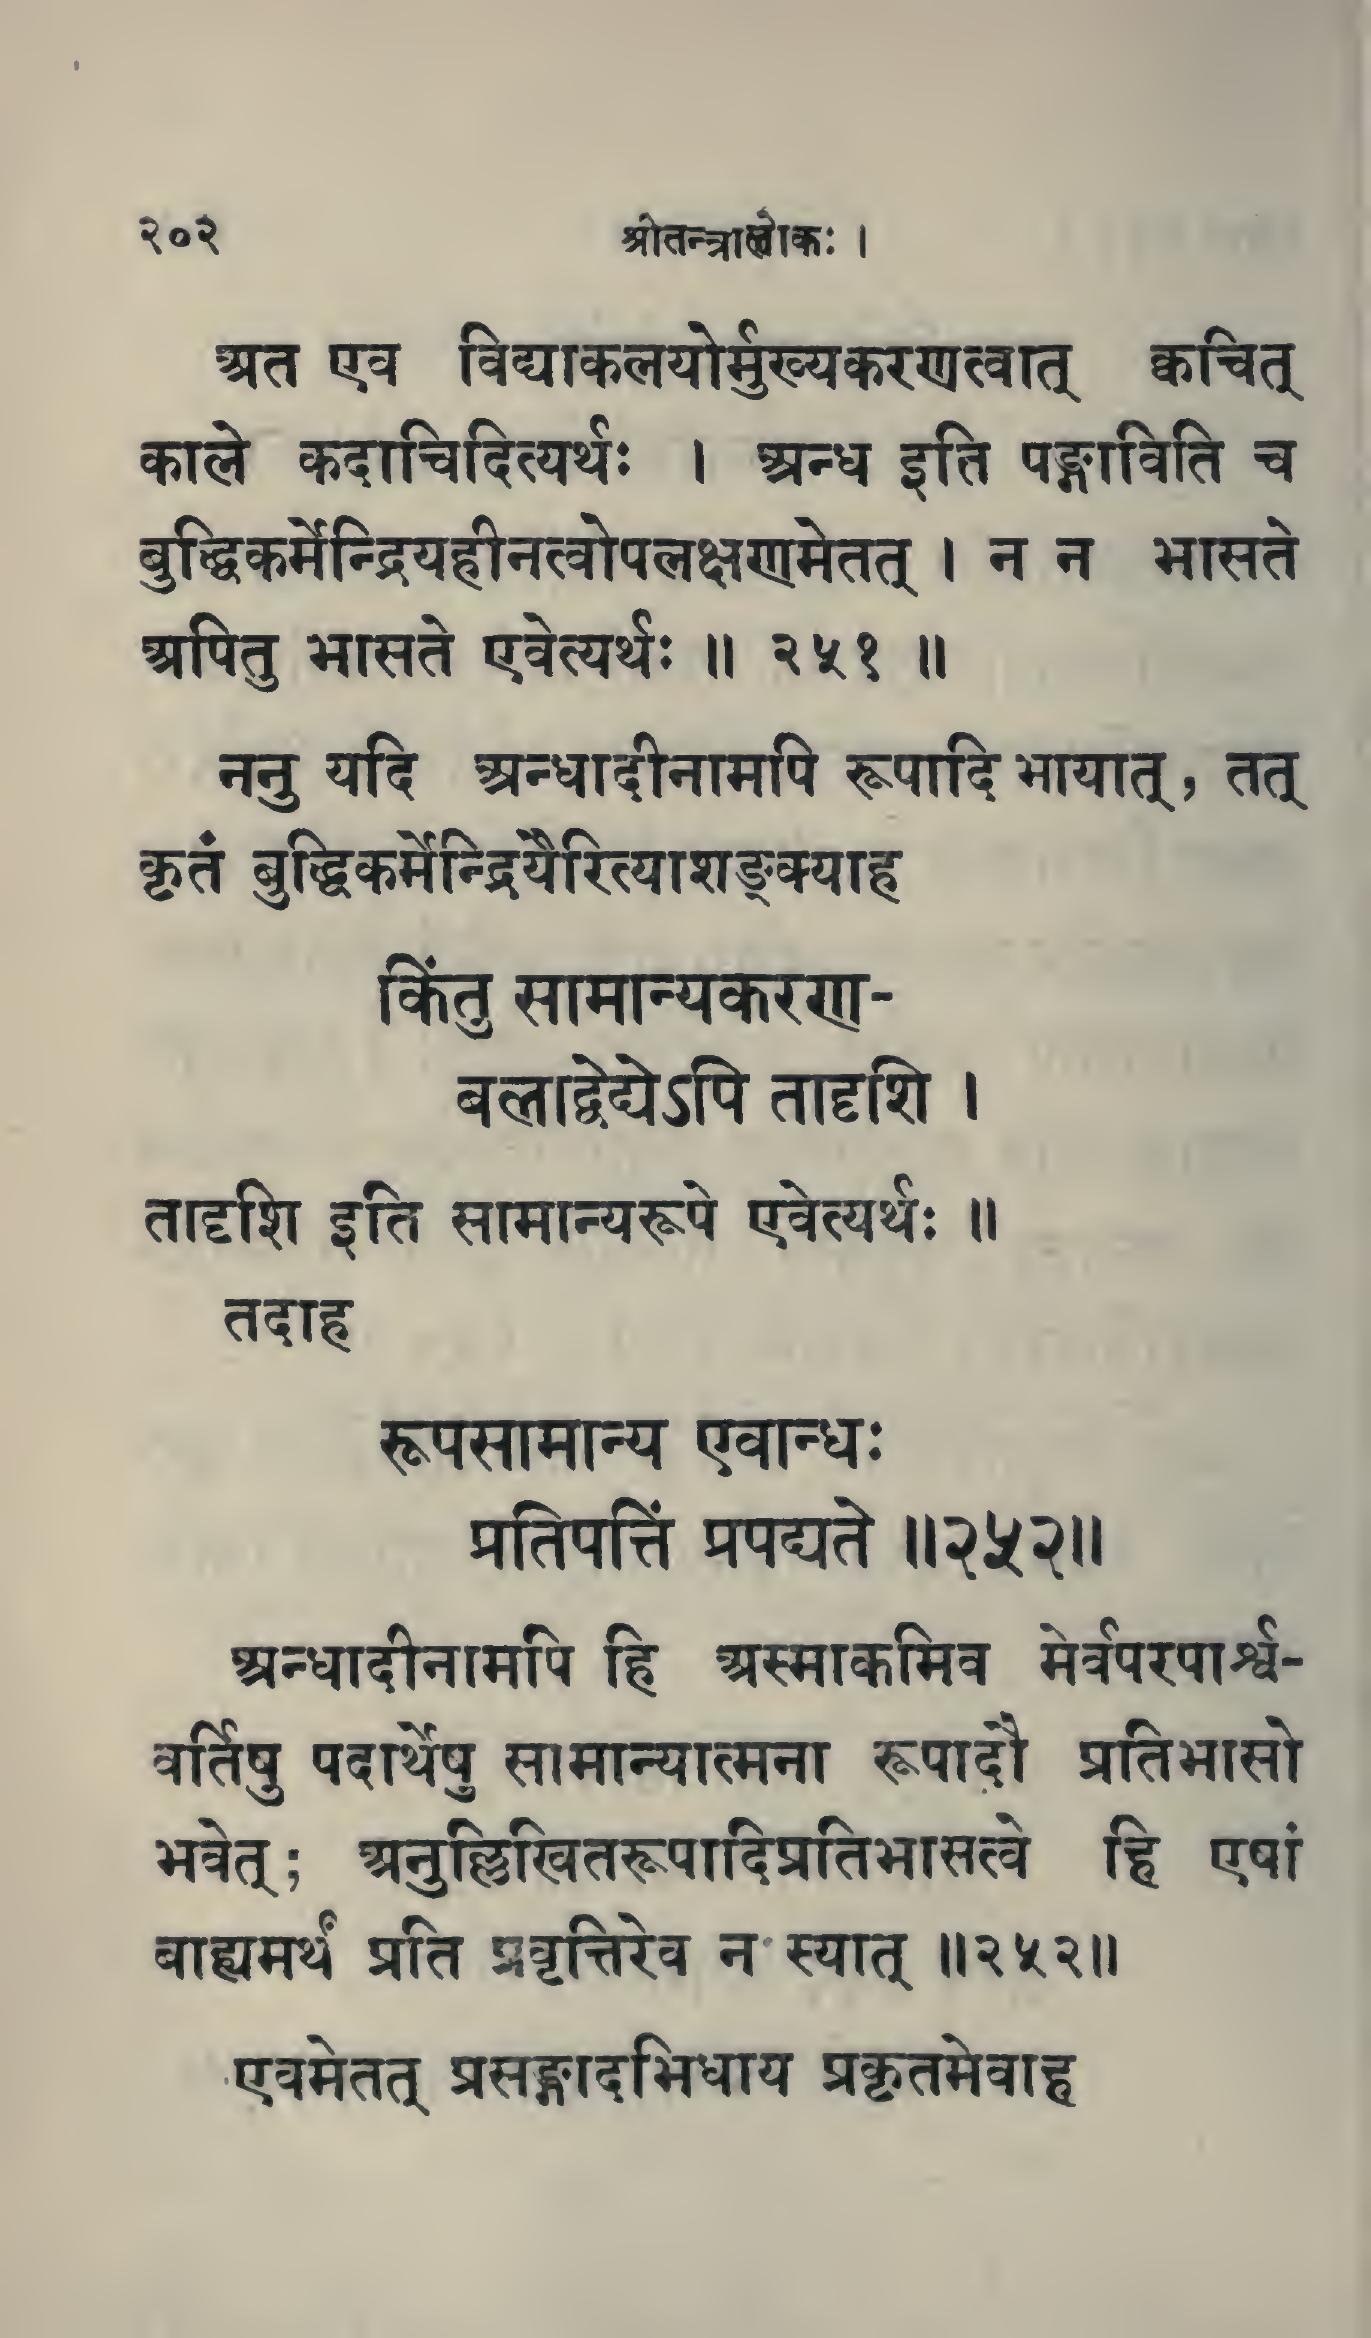 २०२ श्रीतन्त्रालोकः ।
अत एव विद्याकलयोर्मुख्यकरणत्वात् क्वचित्
काले कदाचिदित्यर्थः । अन्ध इति पङ्गाविति च
बुद्धिकर्मेन्द्रियहीनत्वोपलक्षणमेतत् । न न भासते
अपितु भासते एवेत्यर्थः ॥ २५१ ॥
ननु यदि अन्धादीनामपि रूपादि भायात्, तत्
कृतं बुद्धिकर्मेन्द्रियैरित्याशङ्क्याह
किंतु सामान्यकरण-
बलाद्वेद्येऽपि तादृशि ।
तादृशि इति सामान्यरूपे एवेत्यर्थः ॥
तदाह
रूपसामान्य एवान्धः
प्रतिपत्तिं प्रपद्यते ॥२५२॥
अन्धादीनामपि हि अस्माकमिव मेर्वपरपार्श्व-
वर्तिषु पदार्थेषु सामान्यात्मना रूपादौ प्रतिभासो
भवेत्; अनुल्लिखितरूपादिप्रतिभासत्वे हि एषां
बाह्यमर्थं प्रति प्रवृत्तिरेव न स्यात् ॥२५२॥
एवमेतत् प्रसङ्गादभिधाय प्रकृतमेवाह